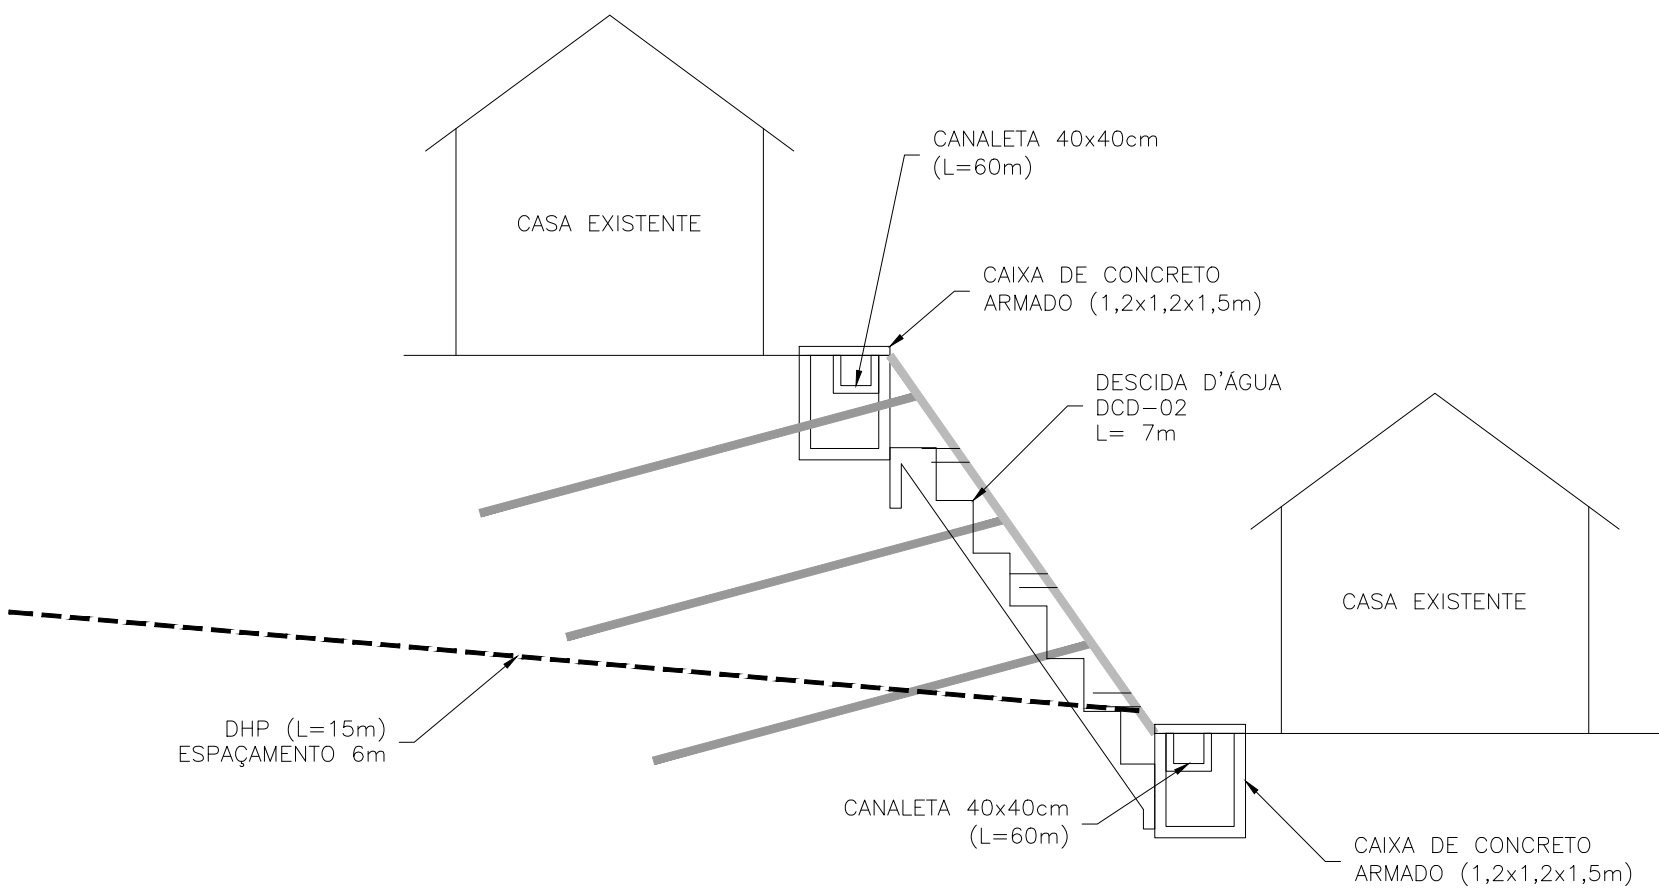 CANALETA 40x40cm
(L=60m)
CASA EXISTENTE
CAIXA DE CONCRETO
ARMADO (1,2x1,2x1,5m)
DESCIDA D'ÁGUA
DCD-02
L= 7m
CASA EXISTENTE
DHP (L=15m)
ESPAÇAMENTO 6m
CANALETA 40x40cm
(L=60m)
CAIXA DE CONCRETO
ARMADO (1,2x1,2x1,5m)